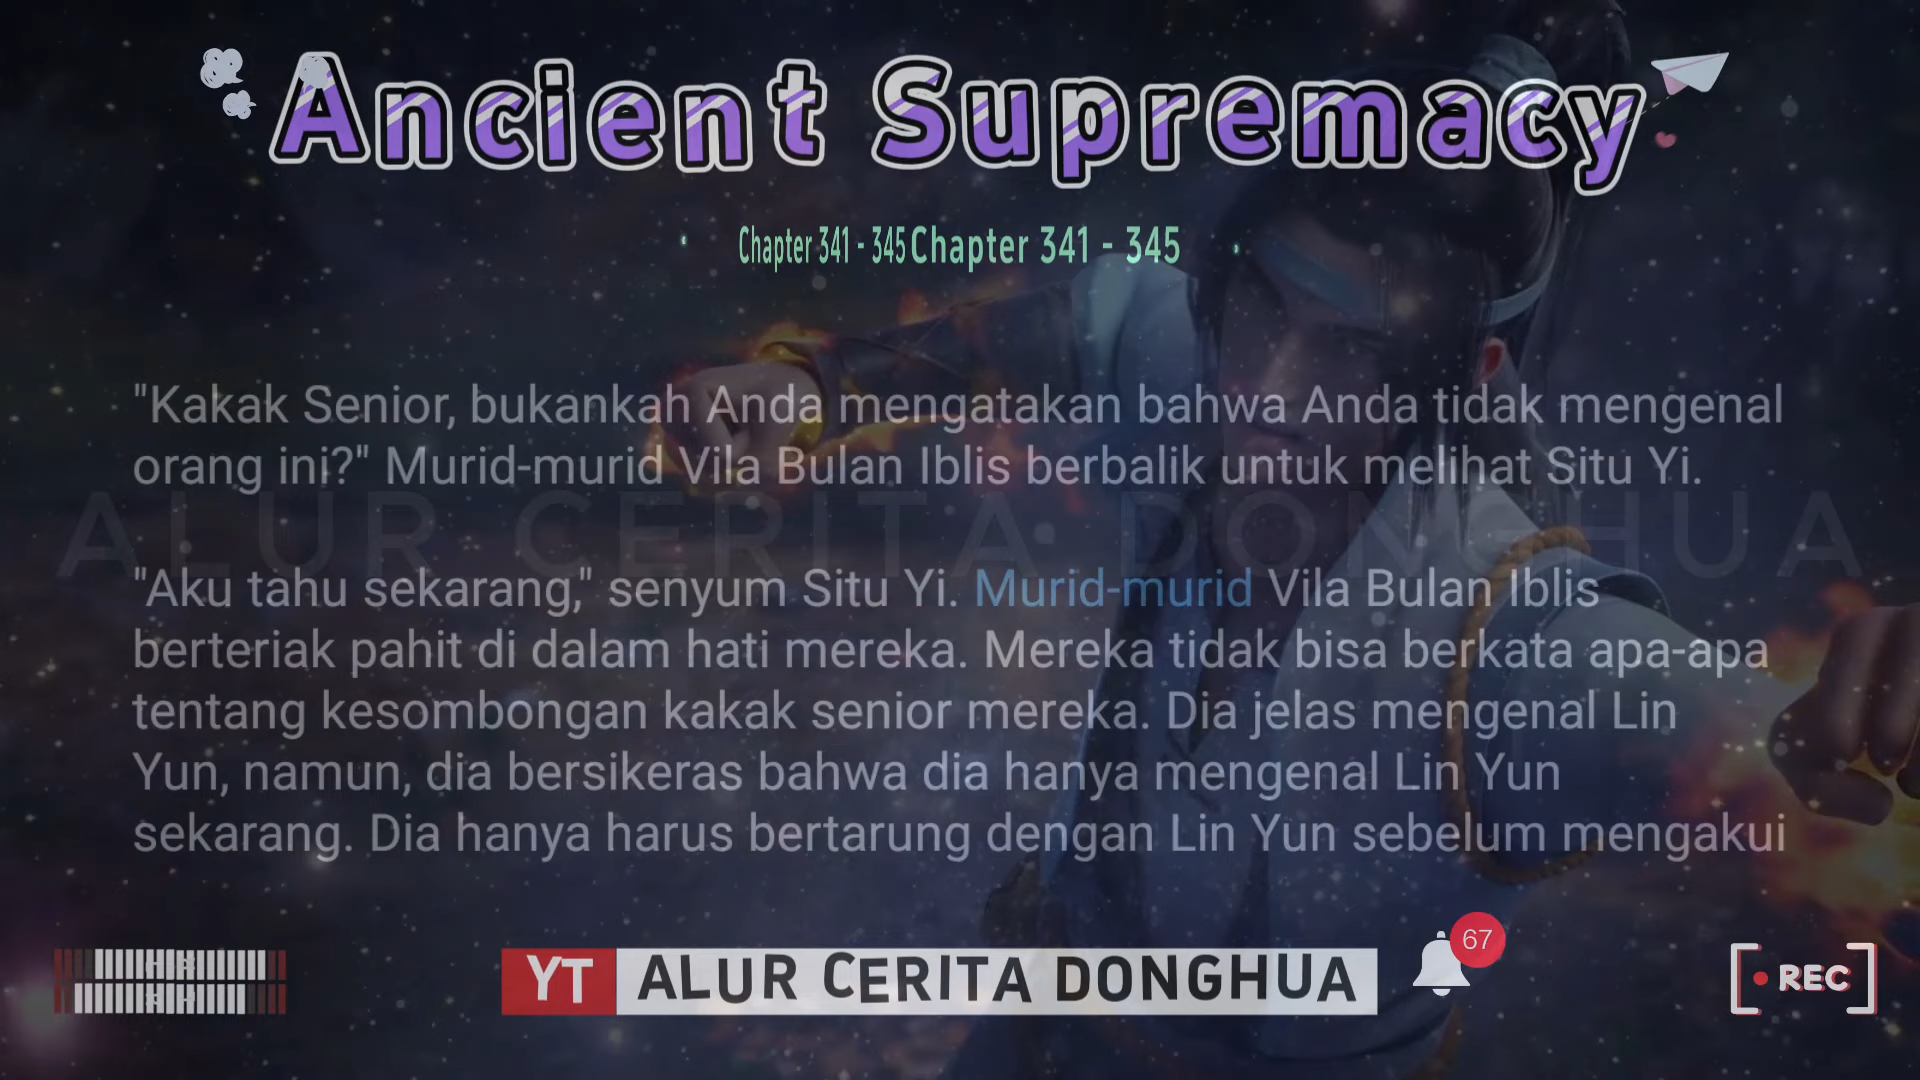 Ancient Supremacy
Chapter 341 - 345 Chapter 341 - 345
"Kakak Senior, bukankah Anda mengatakan bahwa Anda tidak mengenal
orang ini?" Murid-murid Vila Bulan Iblis berbalik untuk melihat Situ Yi.
ALUR CERITA DONGHUA
"Aku tahu sekarang," senyum Situ Yi. Murid-murid Vila Bulan Iblis
berteriak pahit di dalam hati mereka. Mereka tidak bisa berkata apa-apa
tentang kesombongan kakak senior mereka. Dia jelas mengenal Lin
Yun, namun, dia bersikeras bahwa dia hanya mengenal Lin Yun
sekarang. Dia hanya harus bertarung dengan Lin Yun sebelum mengakui
YT ALUR CERITA DONGHUA
67
REC